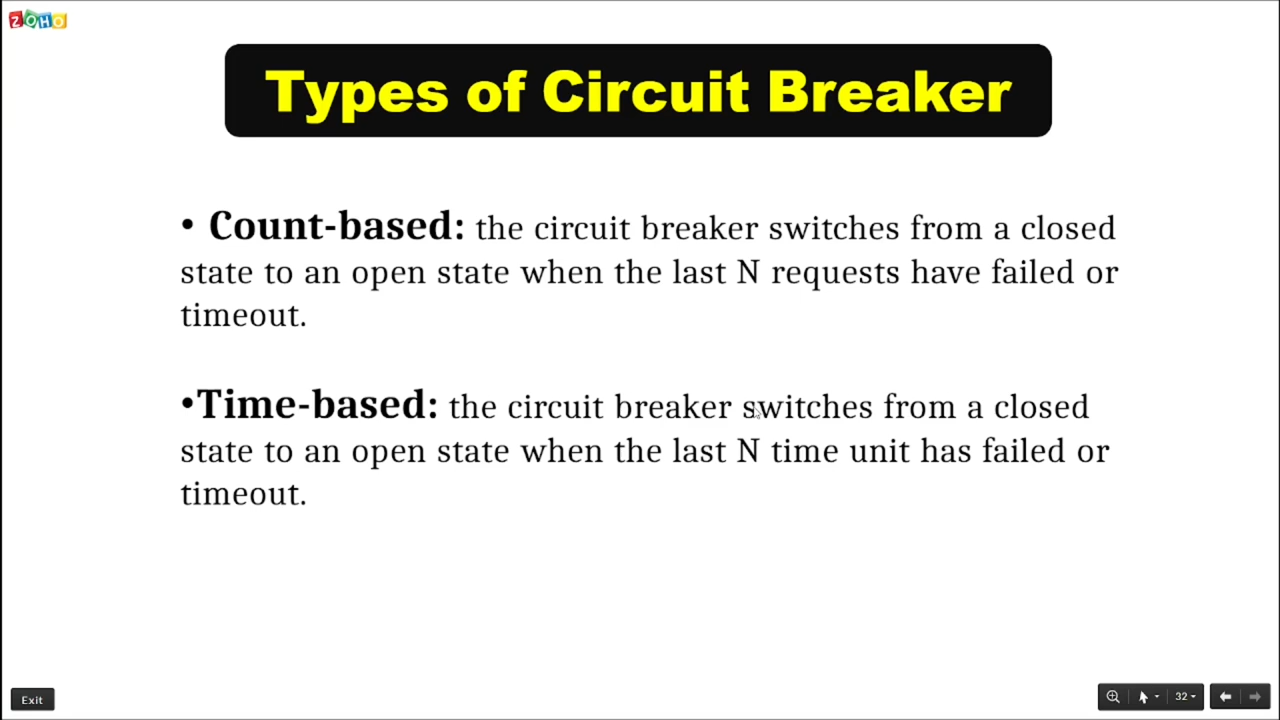 ZOHO
Types of Circuit Breaker
• Count-based: the circuit breaker switches from a closed
state to an open state when the last N requests have failed or
timeout.
•Time-based: the circuit breaker switches from a closed
state to an open state when the last N time unit has failed or
timeout.
Exit
32